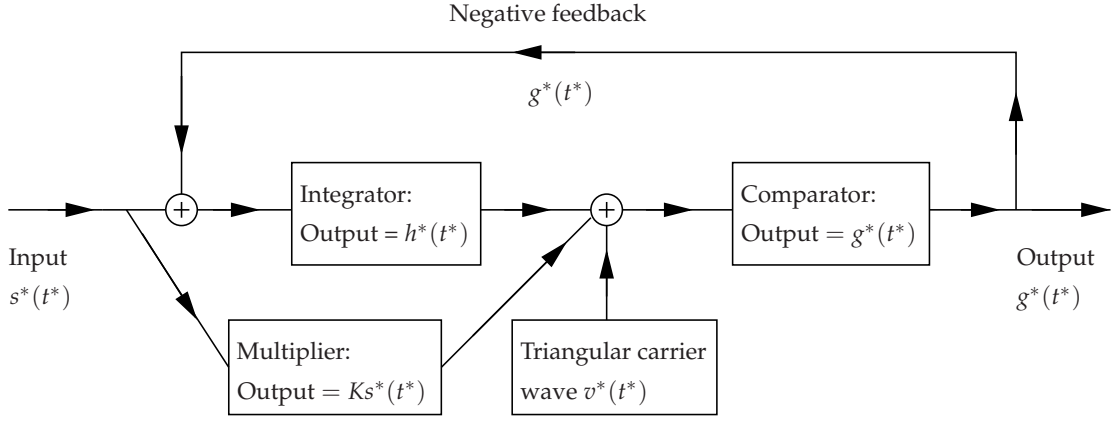 Negative feedback
g*(t*)
+
Integrator:
Output = h*(t*)
+
Comparator:
Output = g*(t*)
Input
s*(t*)
Output
g*(t*)
Multiplier:
Output = Ks*(t*)
Triangular carrier
wave v*(t*)